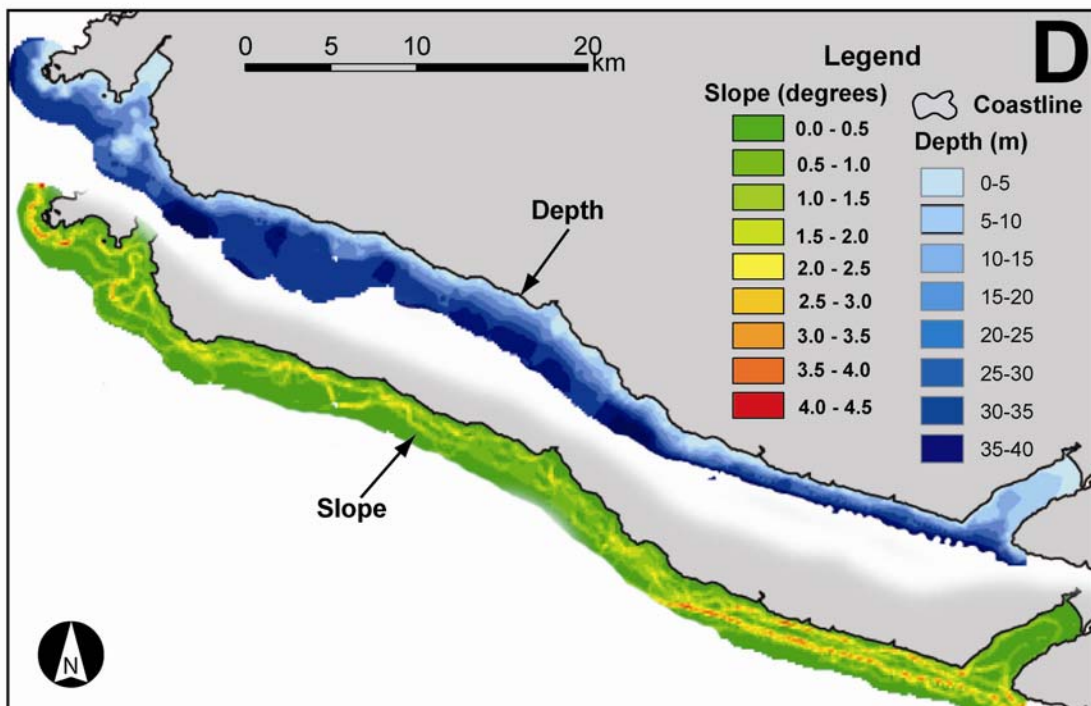 D
0 5 10 20
km
Legend
Slope (degrees)
0.0 - 0.5
0.5 - 1.0
1.0 - 1.5
1.5 - 2.0
2.0 - 2.5
2.5 - 3.0
3.0 - 3.5
3.5 - 4.0
4.0 - 4.5
Coastline
Depth (m)
0-5
5-10
10-15
15-20
20-25
25-30
30-35
35-40
Depth
Slope
N